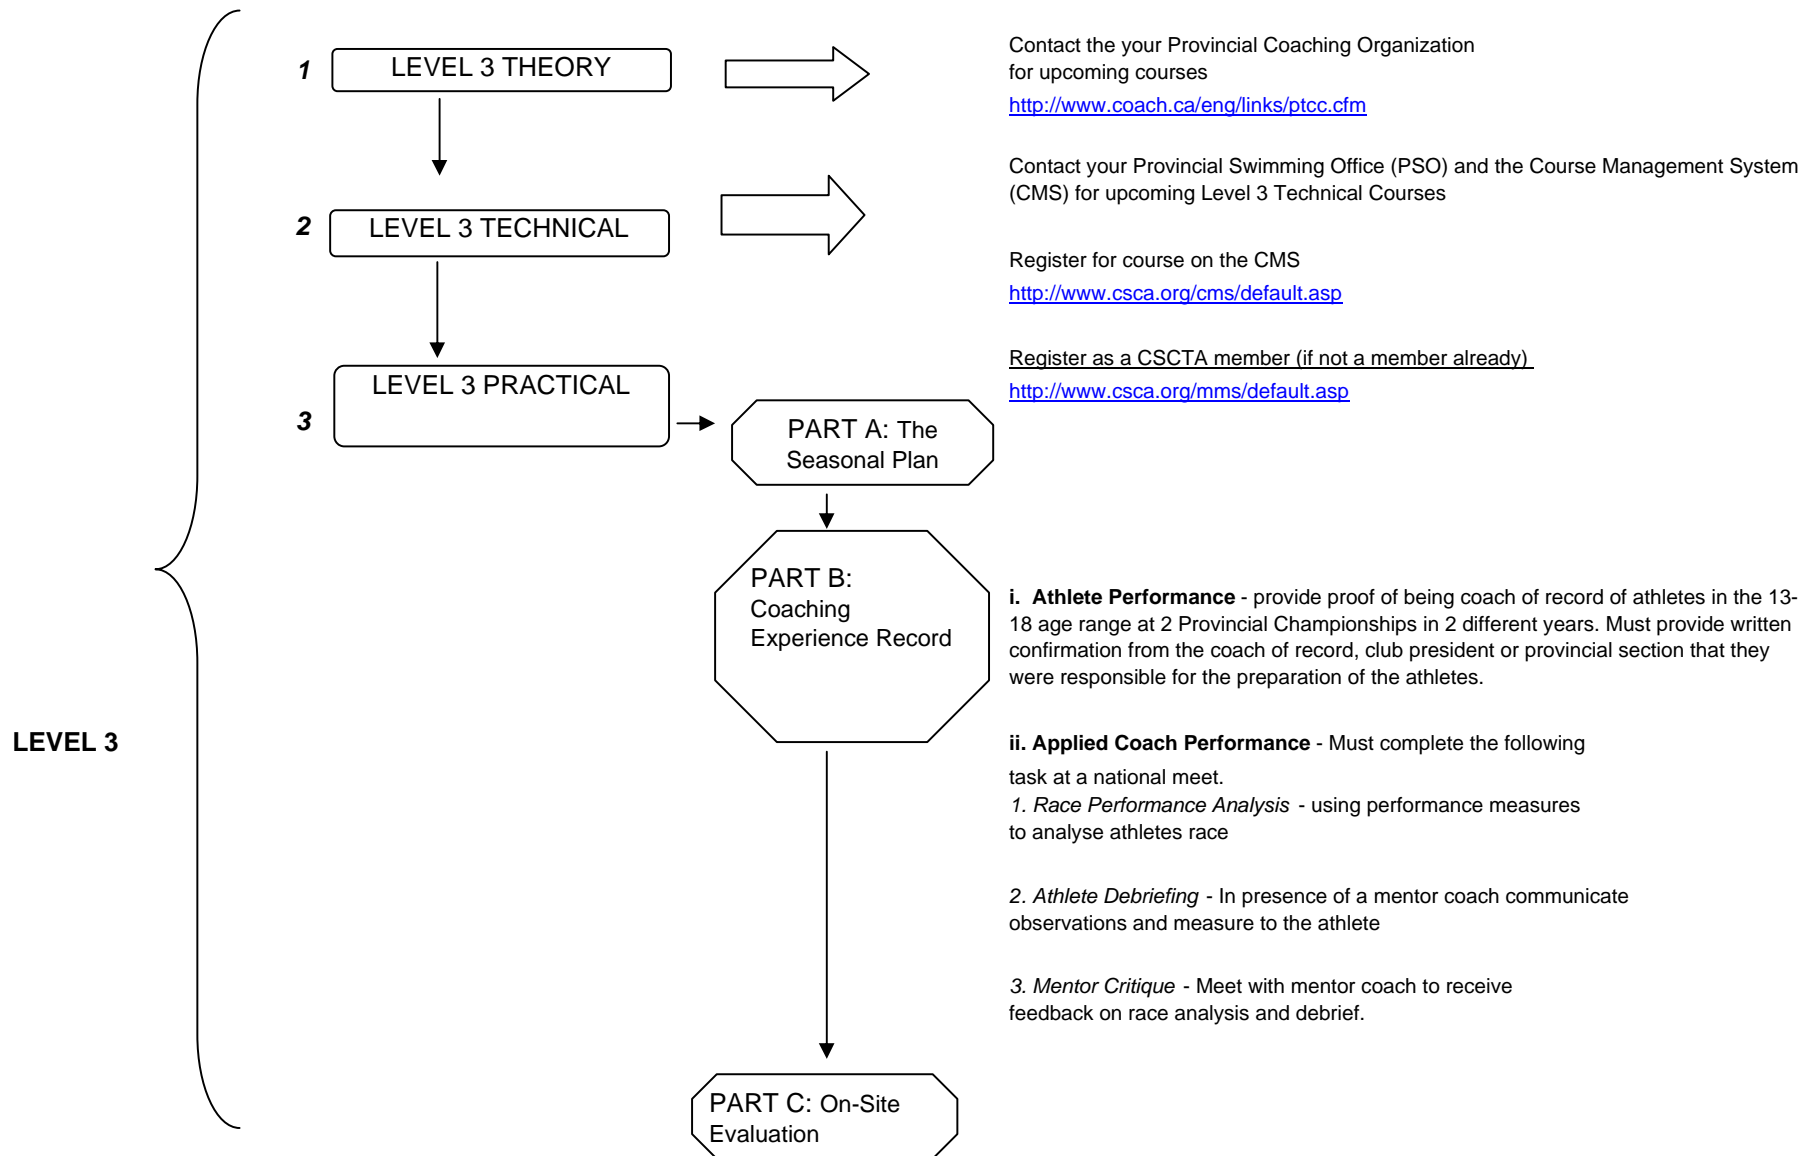 1
LEVEL 3 THEORY
Contact the your Provincial Coaching Organization
for upcoming courses
http://www.coach.ca/eng/links/ptcc.cfm
2
LEVEL 3 TECHNICAL
Contact your Provincial Swimming Office (PSO) and the Course Management System
(CMS) for upcoming Level 3 Technical Courses
Register for course on the CMS
http://www.csca.org/cms/default.asp
Register as a CSCTA member (if not a member already)
http://www.csca.org/mms/default.asp
3
LEVEL 3 PRACTICAL
PART A: The
Seasonal Plan
PART B:
Coaching
Experience Record
i. Athlete Performance - provide proof of being coach of record of athletes in the 13-
18 age range at 2 Provincial Championships in 2 different years. Must provide written
confirmation from the coach of record, club president or provincial section that they
were responsible for the preparation of the athletes.
LEVEL 3
ii. Applied Coach Performance - Must complete the following
task at a national meet.
1. Race Performance Analysis - using performance measures
to analyse athletes race
2. Athlete Debriefing - In presence of a mentor coach communicate
observations and measure to the athlete
3. Mentor Critique - Meet with mentor coach to receive
feedback on race analysis and debrief.
PART C: On-Site
Evaluation